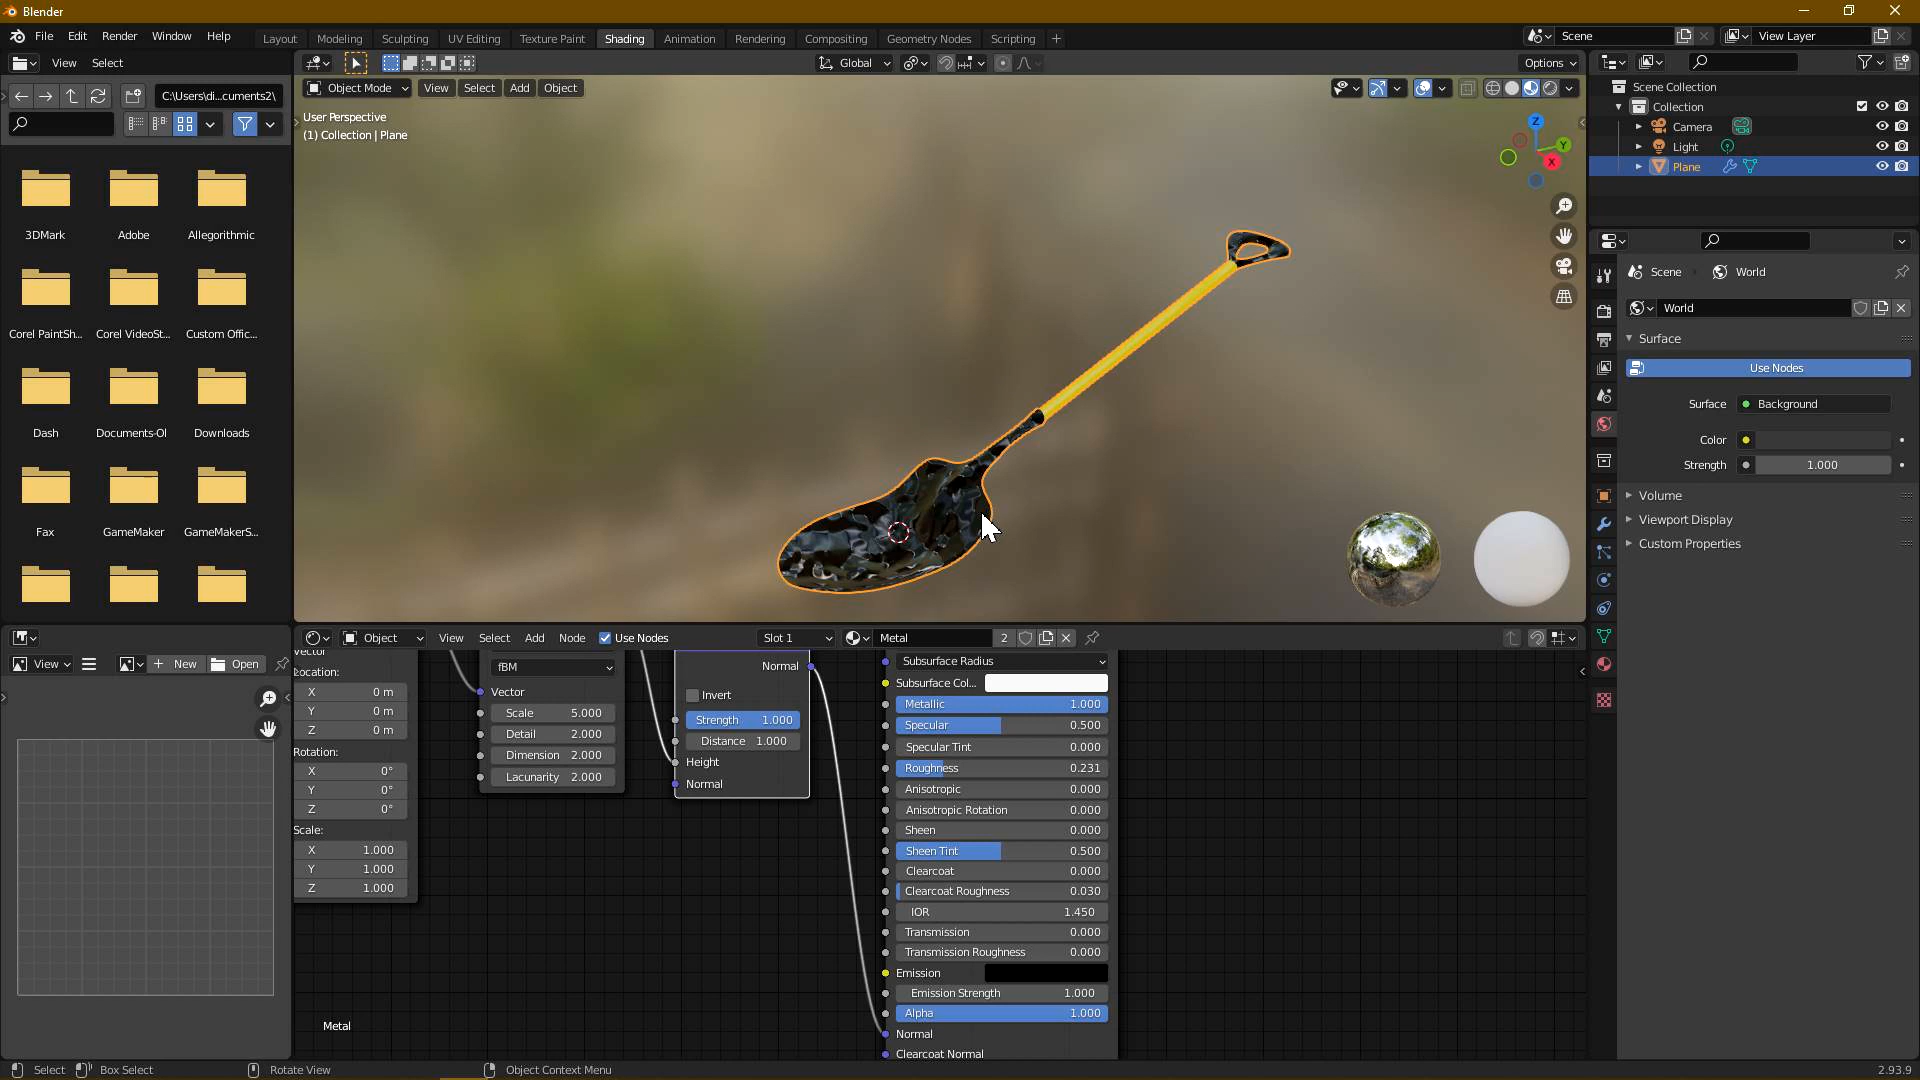 Blender
File Edit Render Window Help
Layout Modeling Sculpting UV Editing Texture Paint Shading Animation Rendering Compositing Geometry Nodes Scripting +
Scene
View Layer
View Select
Global
Options
C:\Users\di...cuments2\
Object Mode View Select Add Object
User Perspective
(1) Collection | Plane
Z
Y
X
3DMark Adobe Allegorithmic
Corel PaintSh... Corel VideoSt... Custom Offic...
Dash Documents-Ol Downloads
Fax GameMaker GameMakerS...
Scene Collection
Collection
Camera
Light
Plane
Scene World
World
Surface
Use Nodes
Surface Background
Color
Strength 1.000
Volume
Viewport Display
Custom Properties
View New Open
Object View Select Add Node Use Nodes Slot 1 Metal 2
Vector
Location:
X 0 m
Y 0 m
Z 0 m
Rotation:
X 0°
Y 0°
Z 0°
Scale:
X 1.000
Y 1.000
Z 1.000
fBM
Vector
Scale 5.000
Detail 2.000
Dimension 2.000
Lacunarity 2.000
Normal
Invert
Strength 1.000
Distance 1.000
Height
Normal
Subsurface Radius
Subsurface Col...
Metallic 1.000
Specular 0.500
Specular Tint 0.000
Roughness 0.231
Anisotropic 0.000
Anisotropic Rotation 0.000
Sheen 0.000
Sheen Tint 0.500
Clearcoat 0.000
Clearcoat Roughness 0.030
IOR 1.450
Transmission 0.000
Transmission Roughness 0.000
Emission
Emission Strength 1.000
Alpha 1.000
Normal
Clearcoat Normal
Metal
Select Box Select Rotate View Object Context Menu 2.93.9